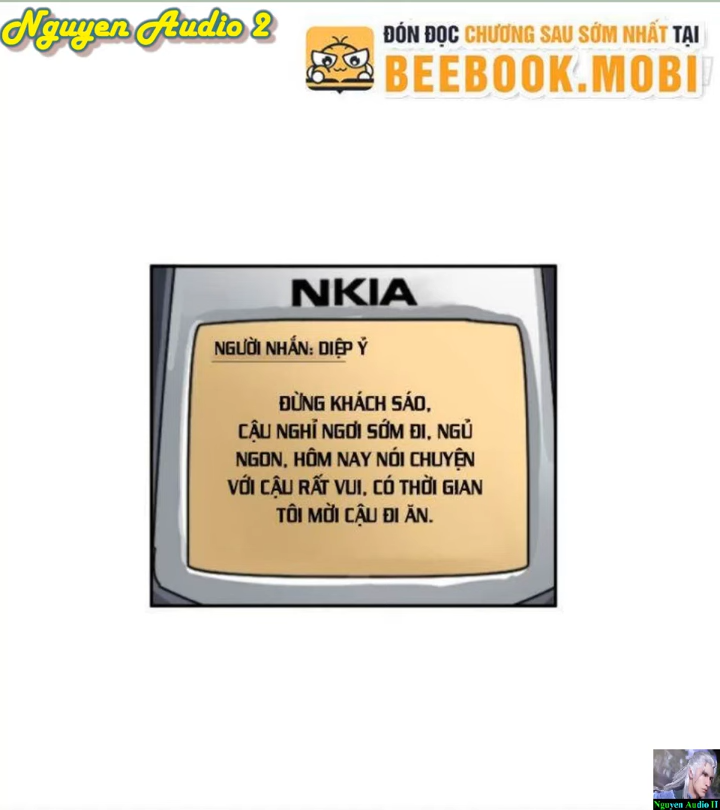 Nguyen Audio 2
ĐÓN ĐỌC CHƯƠNG SAU SỚM NHẤT TẠI
BEEBOOK.MOBI
NKIA
NGƯỜI NHẮN: DIỆP Ỷ
ĐỪNG KHÁCH SÁO,
CẬU NGHỈ NGƠI SỚM ĐI, NGỦ
NGON, HÔM NAY NÓI CHUYỆN
VỚI CẬU RẤT VUI, CÓ THỜI GIAN
TÔI MỜI CẬU ĐI ĂN.
Nguyen Audio